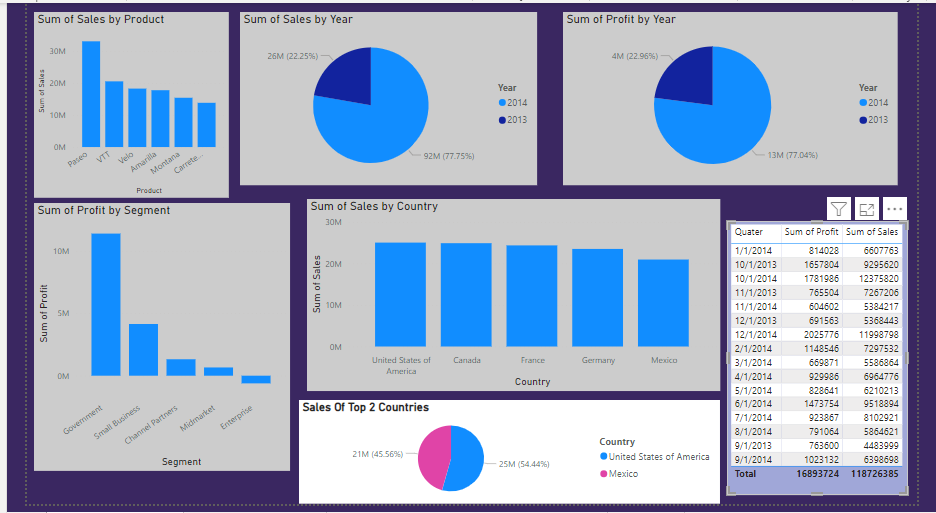 Sum of Sales by Product
Sum of Sales
30M
20M
10M
0M
Paseo
VTT
Velo
Amarilla
Montana
Carrete...
Product
Sum of Sales by Year
26M (22.25%)
92M (77.75%)
Year
2014
2013
Sum of Profit by Year
4M (22.96%)
13M (77.04%)
Year
2014
2013
Sum of Profit by Segment
Sum of Profit
10M
5M
0M
Government
Small Business
Channel Partners
Midmarket
Enterprise
Segment
Sum of Sales by Country
Sum of Sales
30M
20M
10M
0M
United States of
America
Canada
France
Germany
Mexico
Country
Sales Of Top 2 Countries
21M (45.56%)
25M (54.44%)
Country
United States of America
Mexico
Quater Sum of Profit Sum of Sales
1/1/2014 814028 6607763
10/1/2013 1657804 9295620
10/1/2014 1781986 12375820
11/1/2013 765504 7267206
11/1/2014 604602 5384217
12/1/2013 691563 5368443
12/1/2014 2025776 11998798
2/1/2014 1148546 7297532
3/1/2014 669871 5586864
4/1/2014 929986 6964776
5/1/2014 828641 6210213
6/1/2014 1473754 9518894
7/1/2014 923867 8102921
8/1/2014 791064 5864621
9/1/2013 763600 4483999
9/1/2014 1023132 6398698
Total 16893724 118726385